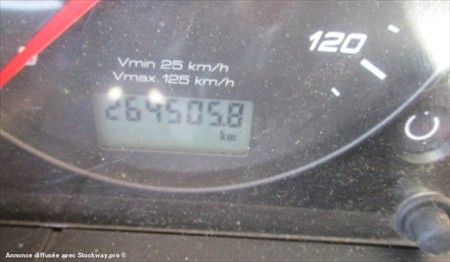 120
Vmin 25 km/h
Vmax 125 km/h
264505.8
km
Annonce diffusée avec Stockway.pro ®